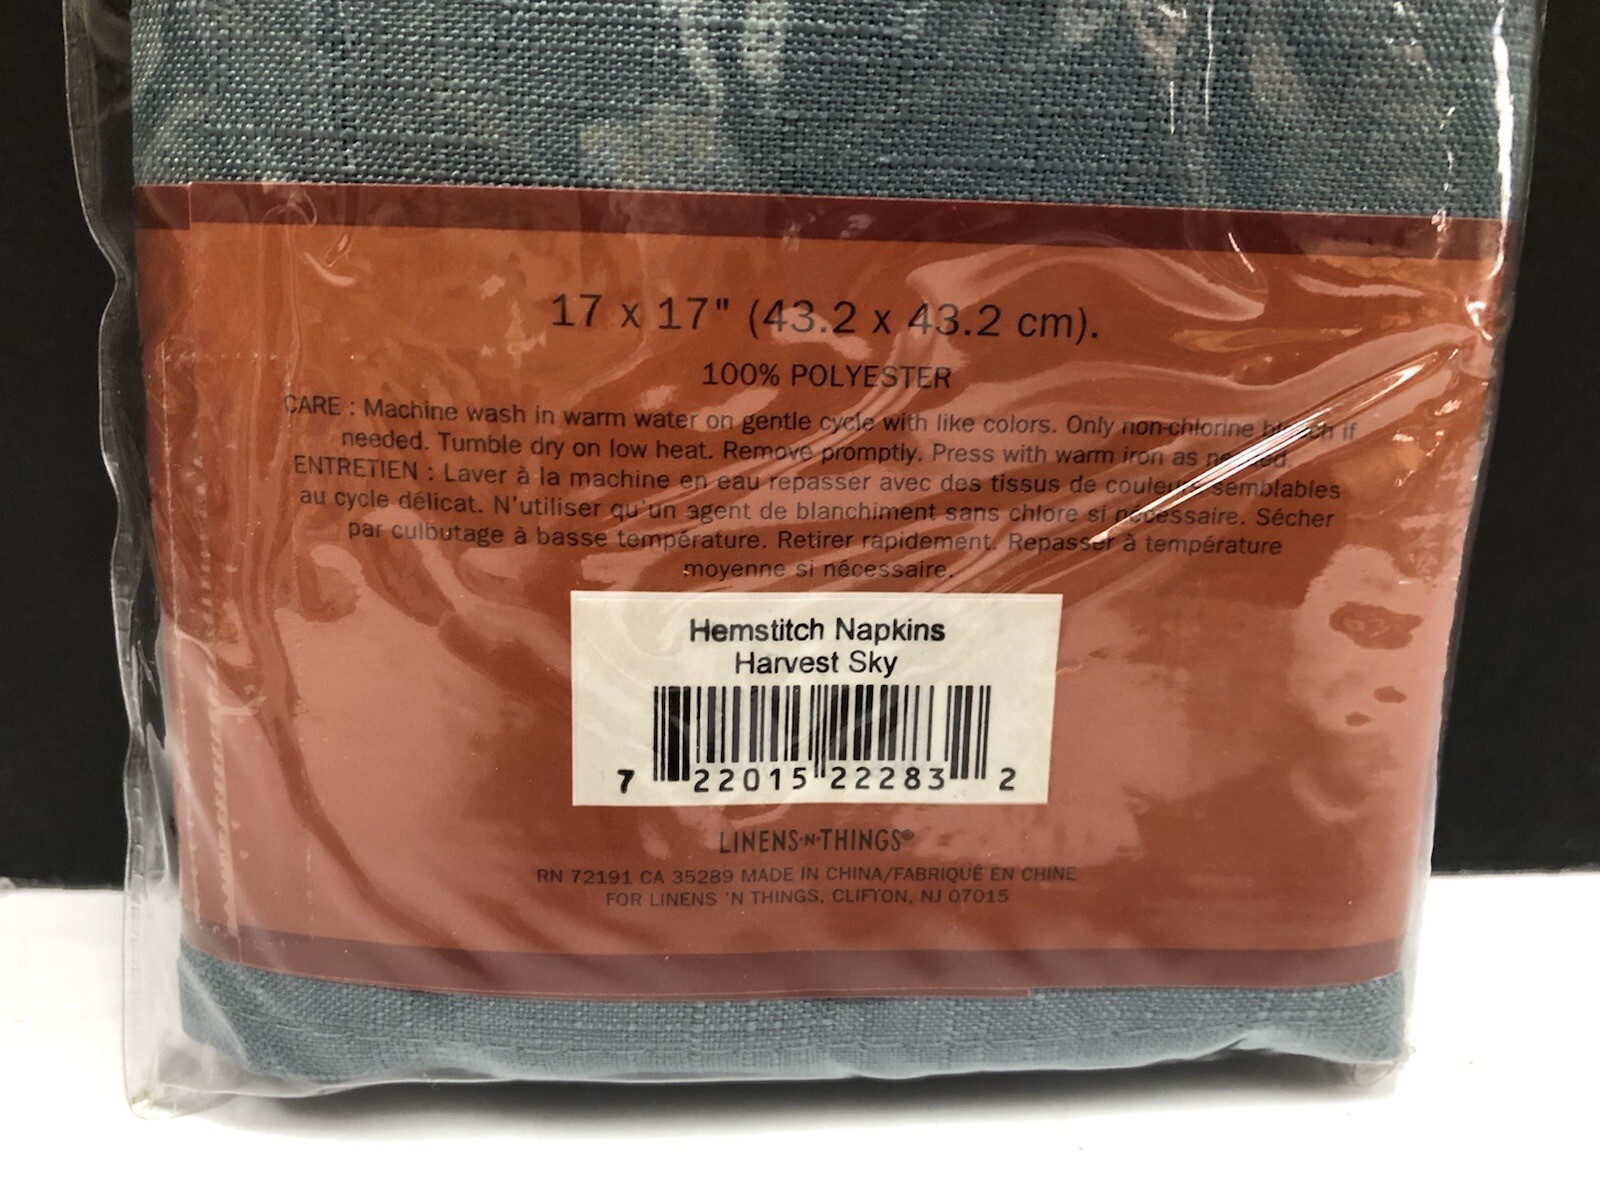 17 x 17" (43.2 x 43.2 cm).
100% POLYESTER
CARE : Machine wash in warm water on gentle cycle with like colors. Only non-chlorine bleach if
needed. Tumble dry on low heat. Remove promptly. Press with warm iron as needed.
ENTRETIEN : Laver à la machine en eau repasser avec des tissus de couleurs semblables
au cycle délicat. N'utiliser qu'un agent de blanchiment sans chlore si nécessaire. Sécher
par culbutage à basse température. Retirer rapidement. Repasser à température
moyenne si nécessaire.
Hemstitch Napkins
Harvest Sky
7 22015 22283 2
LINENS·N·THINGS®
RN 72191 CA 35289 MADE IN CHINA/FABRIQUÉ EN CHINE
FOR LINENS 'N THINGS, CLIFTON, NJ 07015